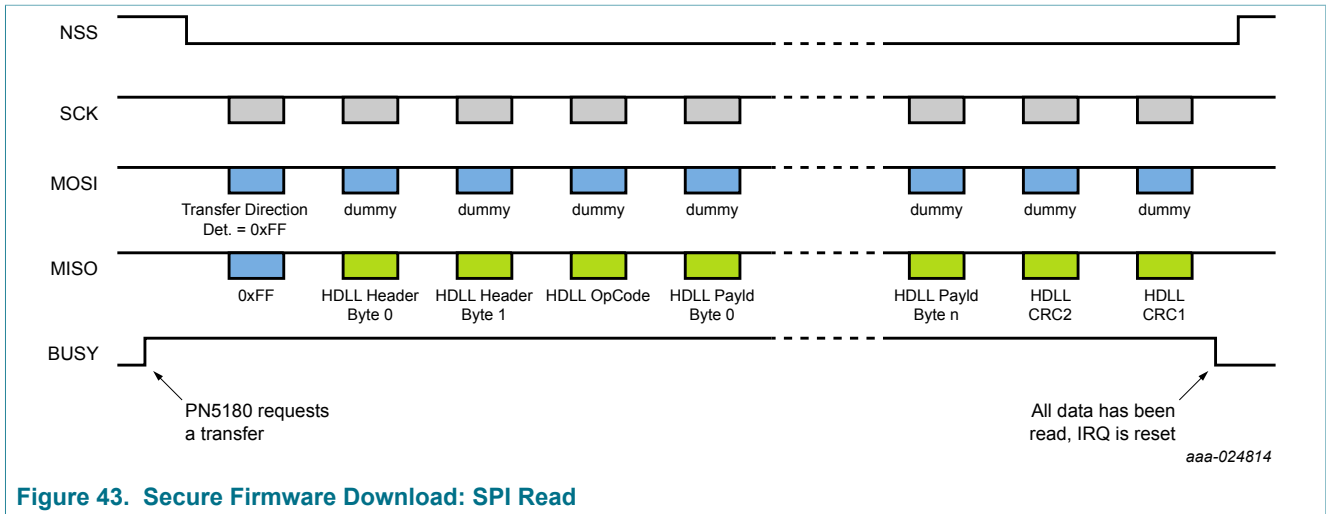 NSS
SCK
MOSI
Transfer Direction
Det. = 0xFF
dummy
dummy
dummy
dummy
dummy
dummy
dummy
MISO
0xFF
HDLL Header
Byte 0
HDLL Header
Byte 1
HDLL OpCode
HDLL Payld
Byte 0
HDLL Payld
Byte n
HDLL
CRC2
HDLL
CRC1
BUSY
PN5180 requests
a transfer
All data has been
read, IRQ is reset
aaa-024814
Figure 43. Secure Firmware Download: SPI Read